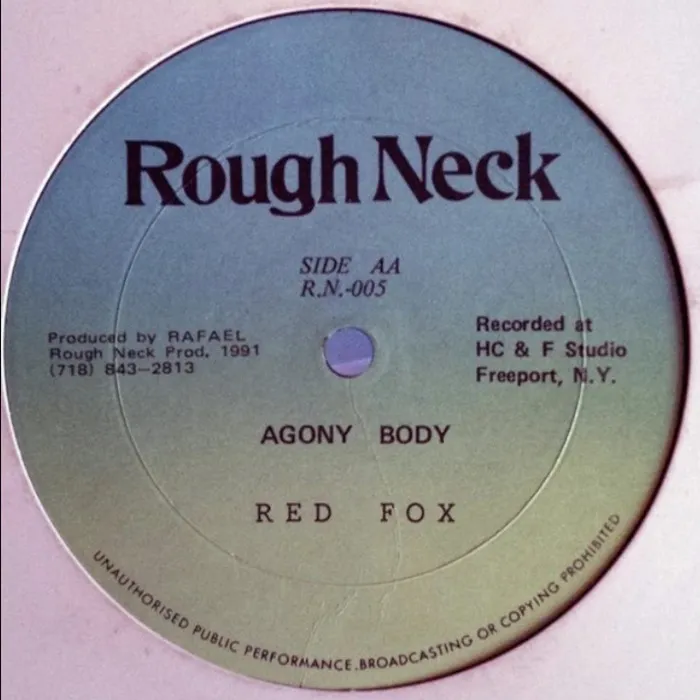 Rough Neck
SIDE AA
R.N.-005
Produced by RAFAEL
Rough Neck Prod. 1991
(718) 843-2813
Recorded at
HC & F Studio
Freeport, N.Y.
AGONY BODY
RED FOX
UNAUTHORISED PUBLIC PERFORMANCE.BROADCASTING OR COPYING PROHIBITED